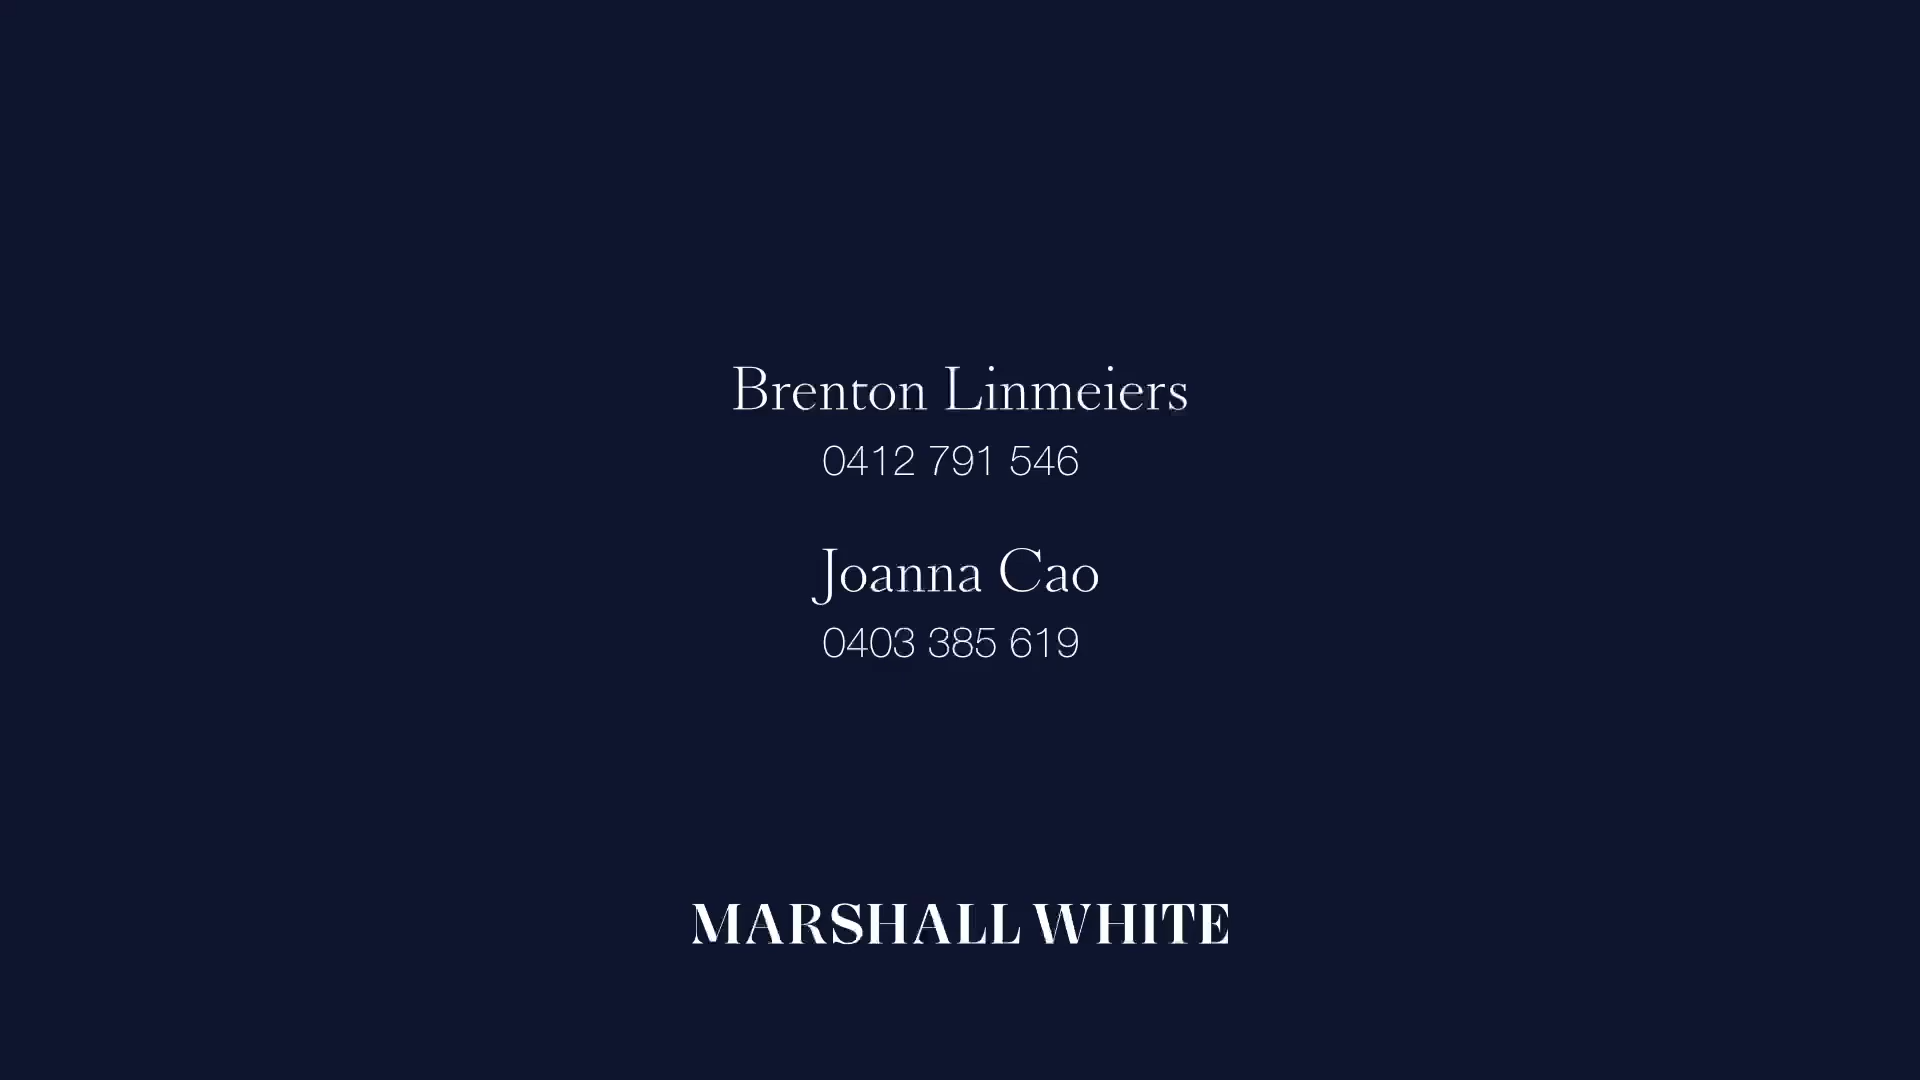 Brenton Linmeiers
0412 791 546
Joanna Cao
0403 385 619
MARSHALL WHITE